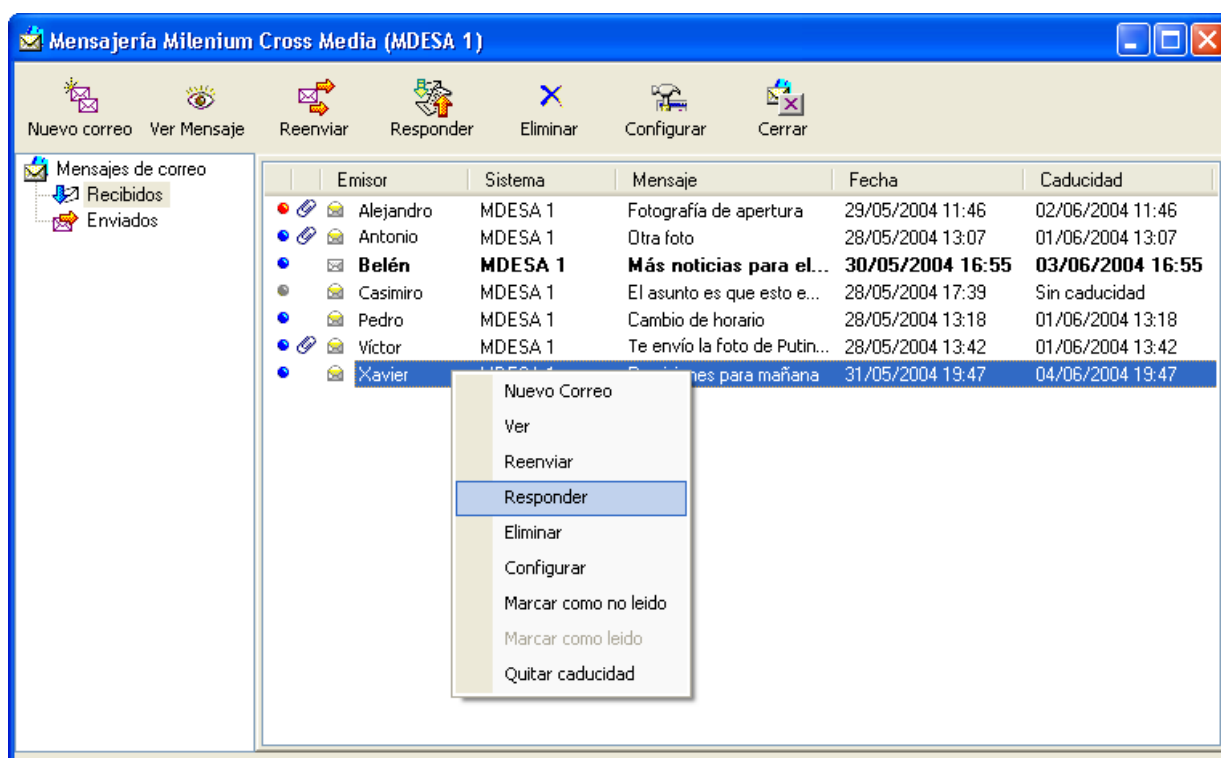 Mensajería Milenium Cross Media (MDESA 1)
Nuevo correo Ver Mensaje Reenviar Responder Eliminar Configurar Cerrar
Mensajes de correo
Recibidos
Enviados
Emisor Sistema Mensaje Fecha Caducidad
Alejandro MDESA 1 Fotografía de apertura 29/05/2004 11:46 02/06/2004 11:46
Antonio MDESA 1 Otra foto 28/05/2004 13:07 01/06/2004 13:07
Belén MDESA 1 Más noticias para el... 30/05/2004 16:55 03/06/2004 16:55
Casimiro MDESA 1 El asunto es que esto e... 28/05/2004 17:39 Sin caducidad
Pedro MDESA 1 Cambio de horario 28/05/2004 13:18 01/06/2004 13:18
Víctor MDESA 1 Te envío la foto de Putin... 28/05/2004 13:42 01/06/2004 13:42
Xavier para mañana 31/05/2004 19:47 04/06/2004 19:47
Nuevo Correo
Ver
Reenviar
Responder
Eliminar
Configurar
Marcar como no leido
Marcar como leido
Quitar caducidad